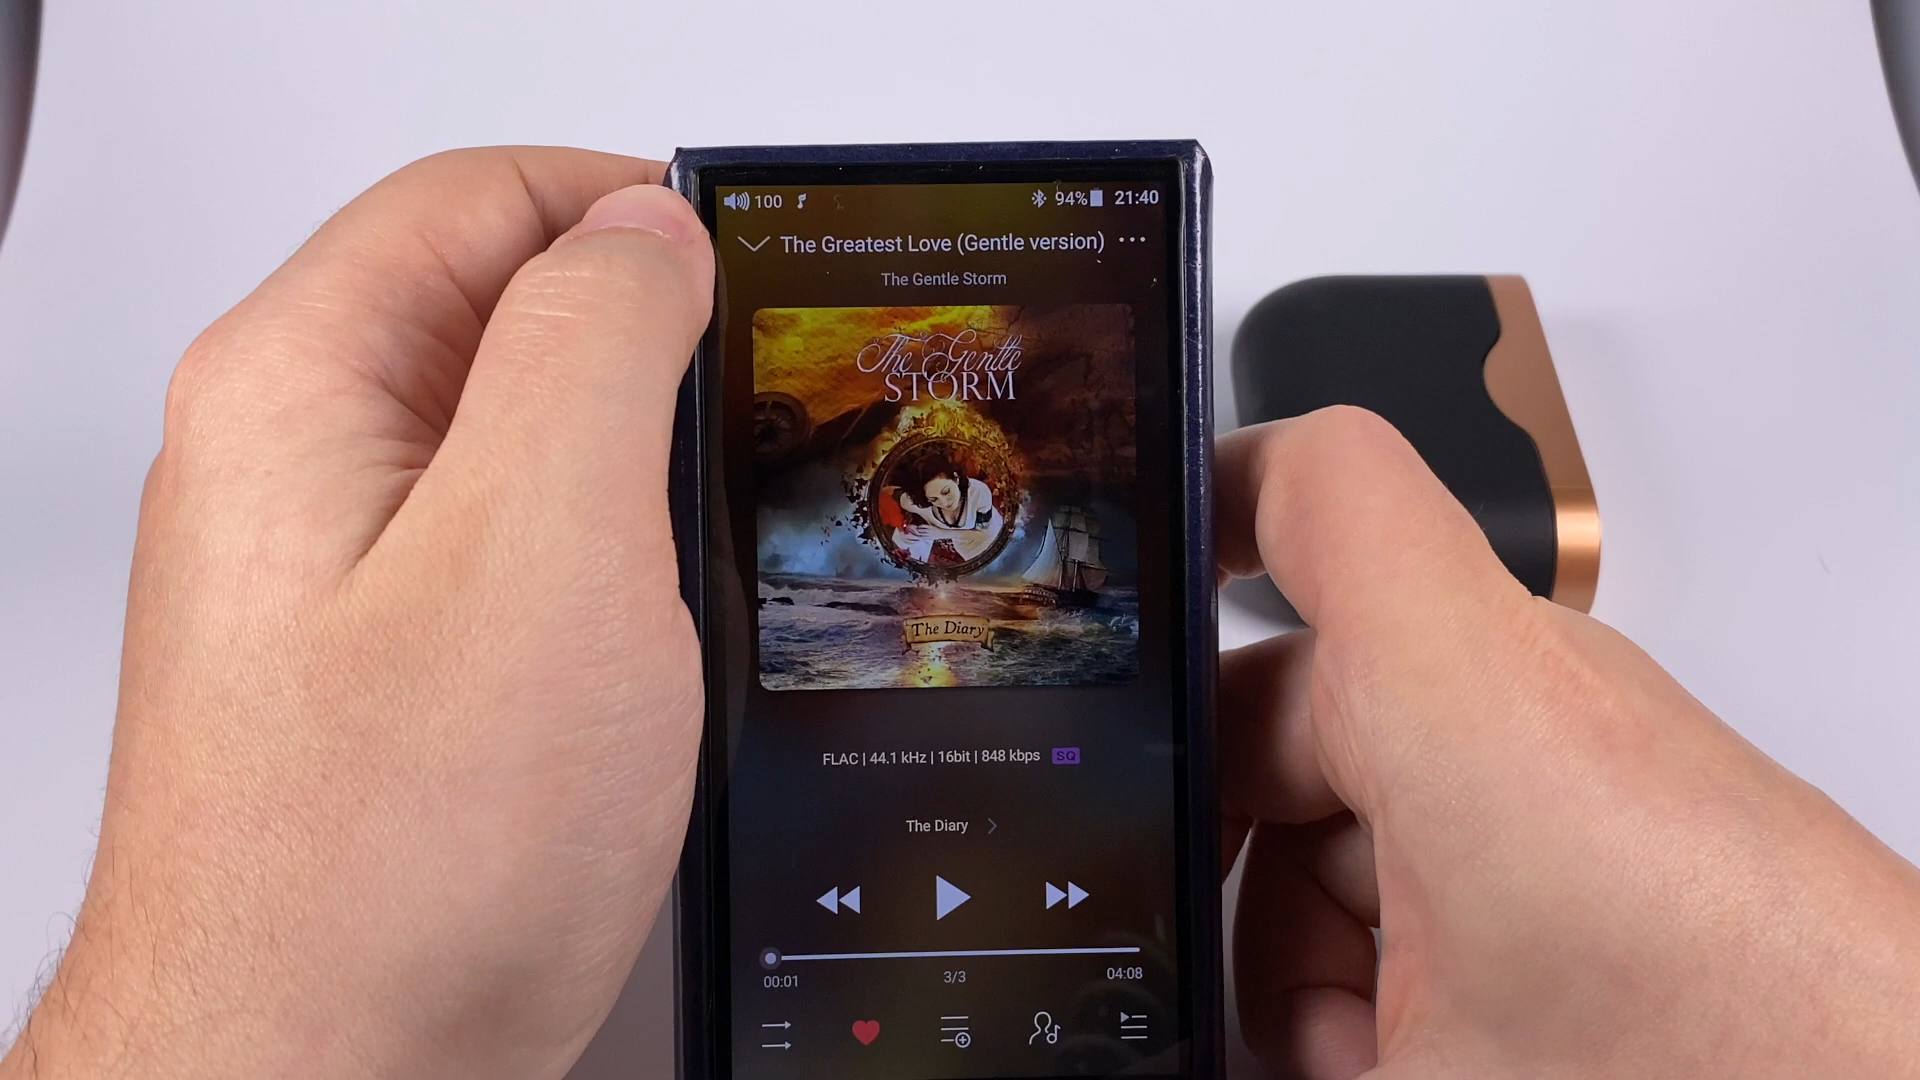 100 94% 21:40
The Greatest Love (Gentle version)
The Gentle Storm
The Gentle
STORM
The Diary
FLAC | 44.1 kHz | 16bit | 848 kbps SQ
The Diary
00:01 3/3 04:08